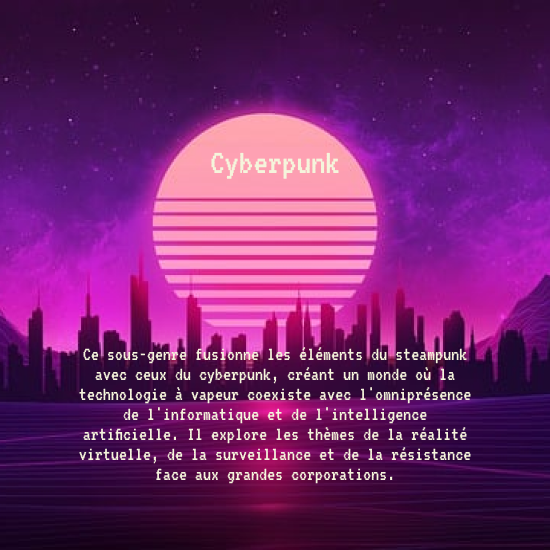 Cyberpunk
Ce sous-genre fusionne les éléments du steampunk
avec ceux du cyberpunk, créant un monde où la
technologie à vapeur coexiste avec l'omniprésence
de l'informatique et de l'intelligence
artificielle. Il explore les thèmes de la réalité
virtuelle, de la surveillance et de la résistance
face aux grandes corporations.